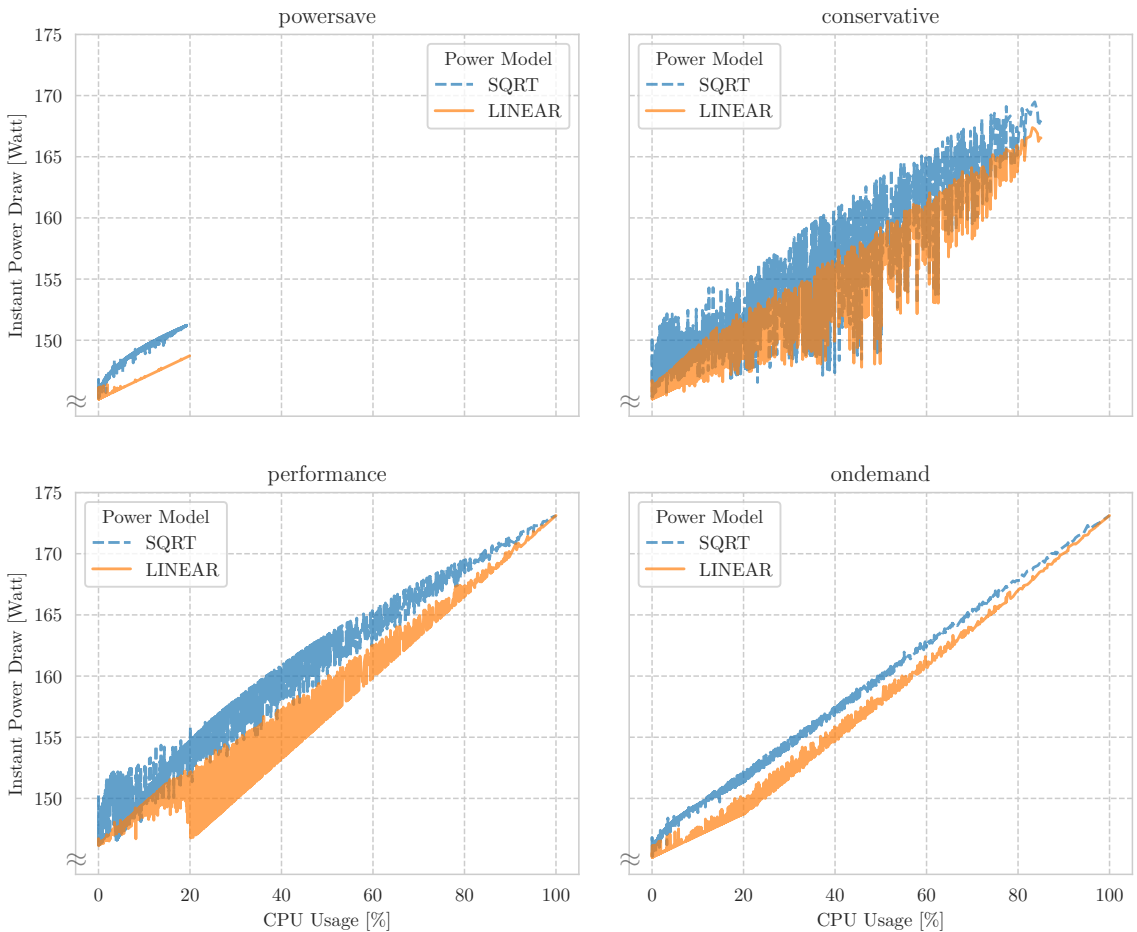 powersave
conservative
175
170
165
160
155
150
≈
Instant Power Draw [Watt]
Power Model
SQRT
LINEAR
Power Model
SQRT
LINEAR
≈
performance
ondemand
175
170
165
160
155
150
≈
Instant Power Draw [Watt]
Power Model
SQRT
LINEAR
Power Model
SQRT
LINEAR
≈
0 20 40 60 80 100
0 20 40 60 80 100
CPU Usage [%]
CPU Usage [%]